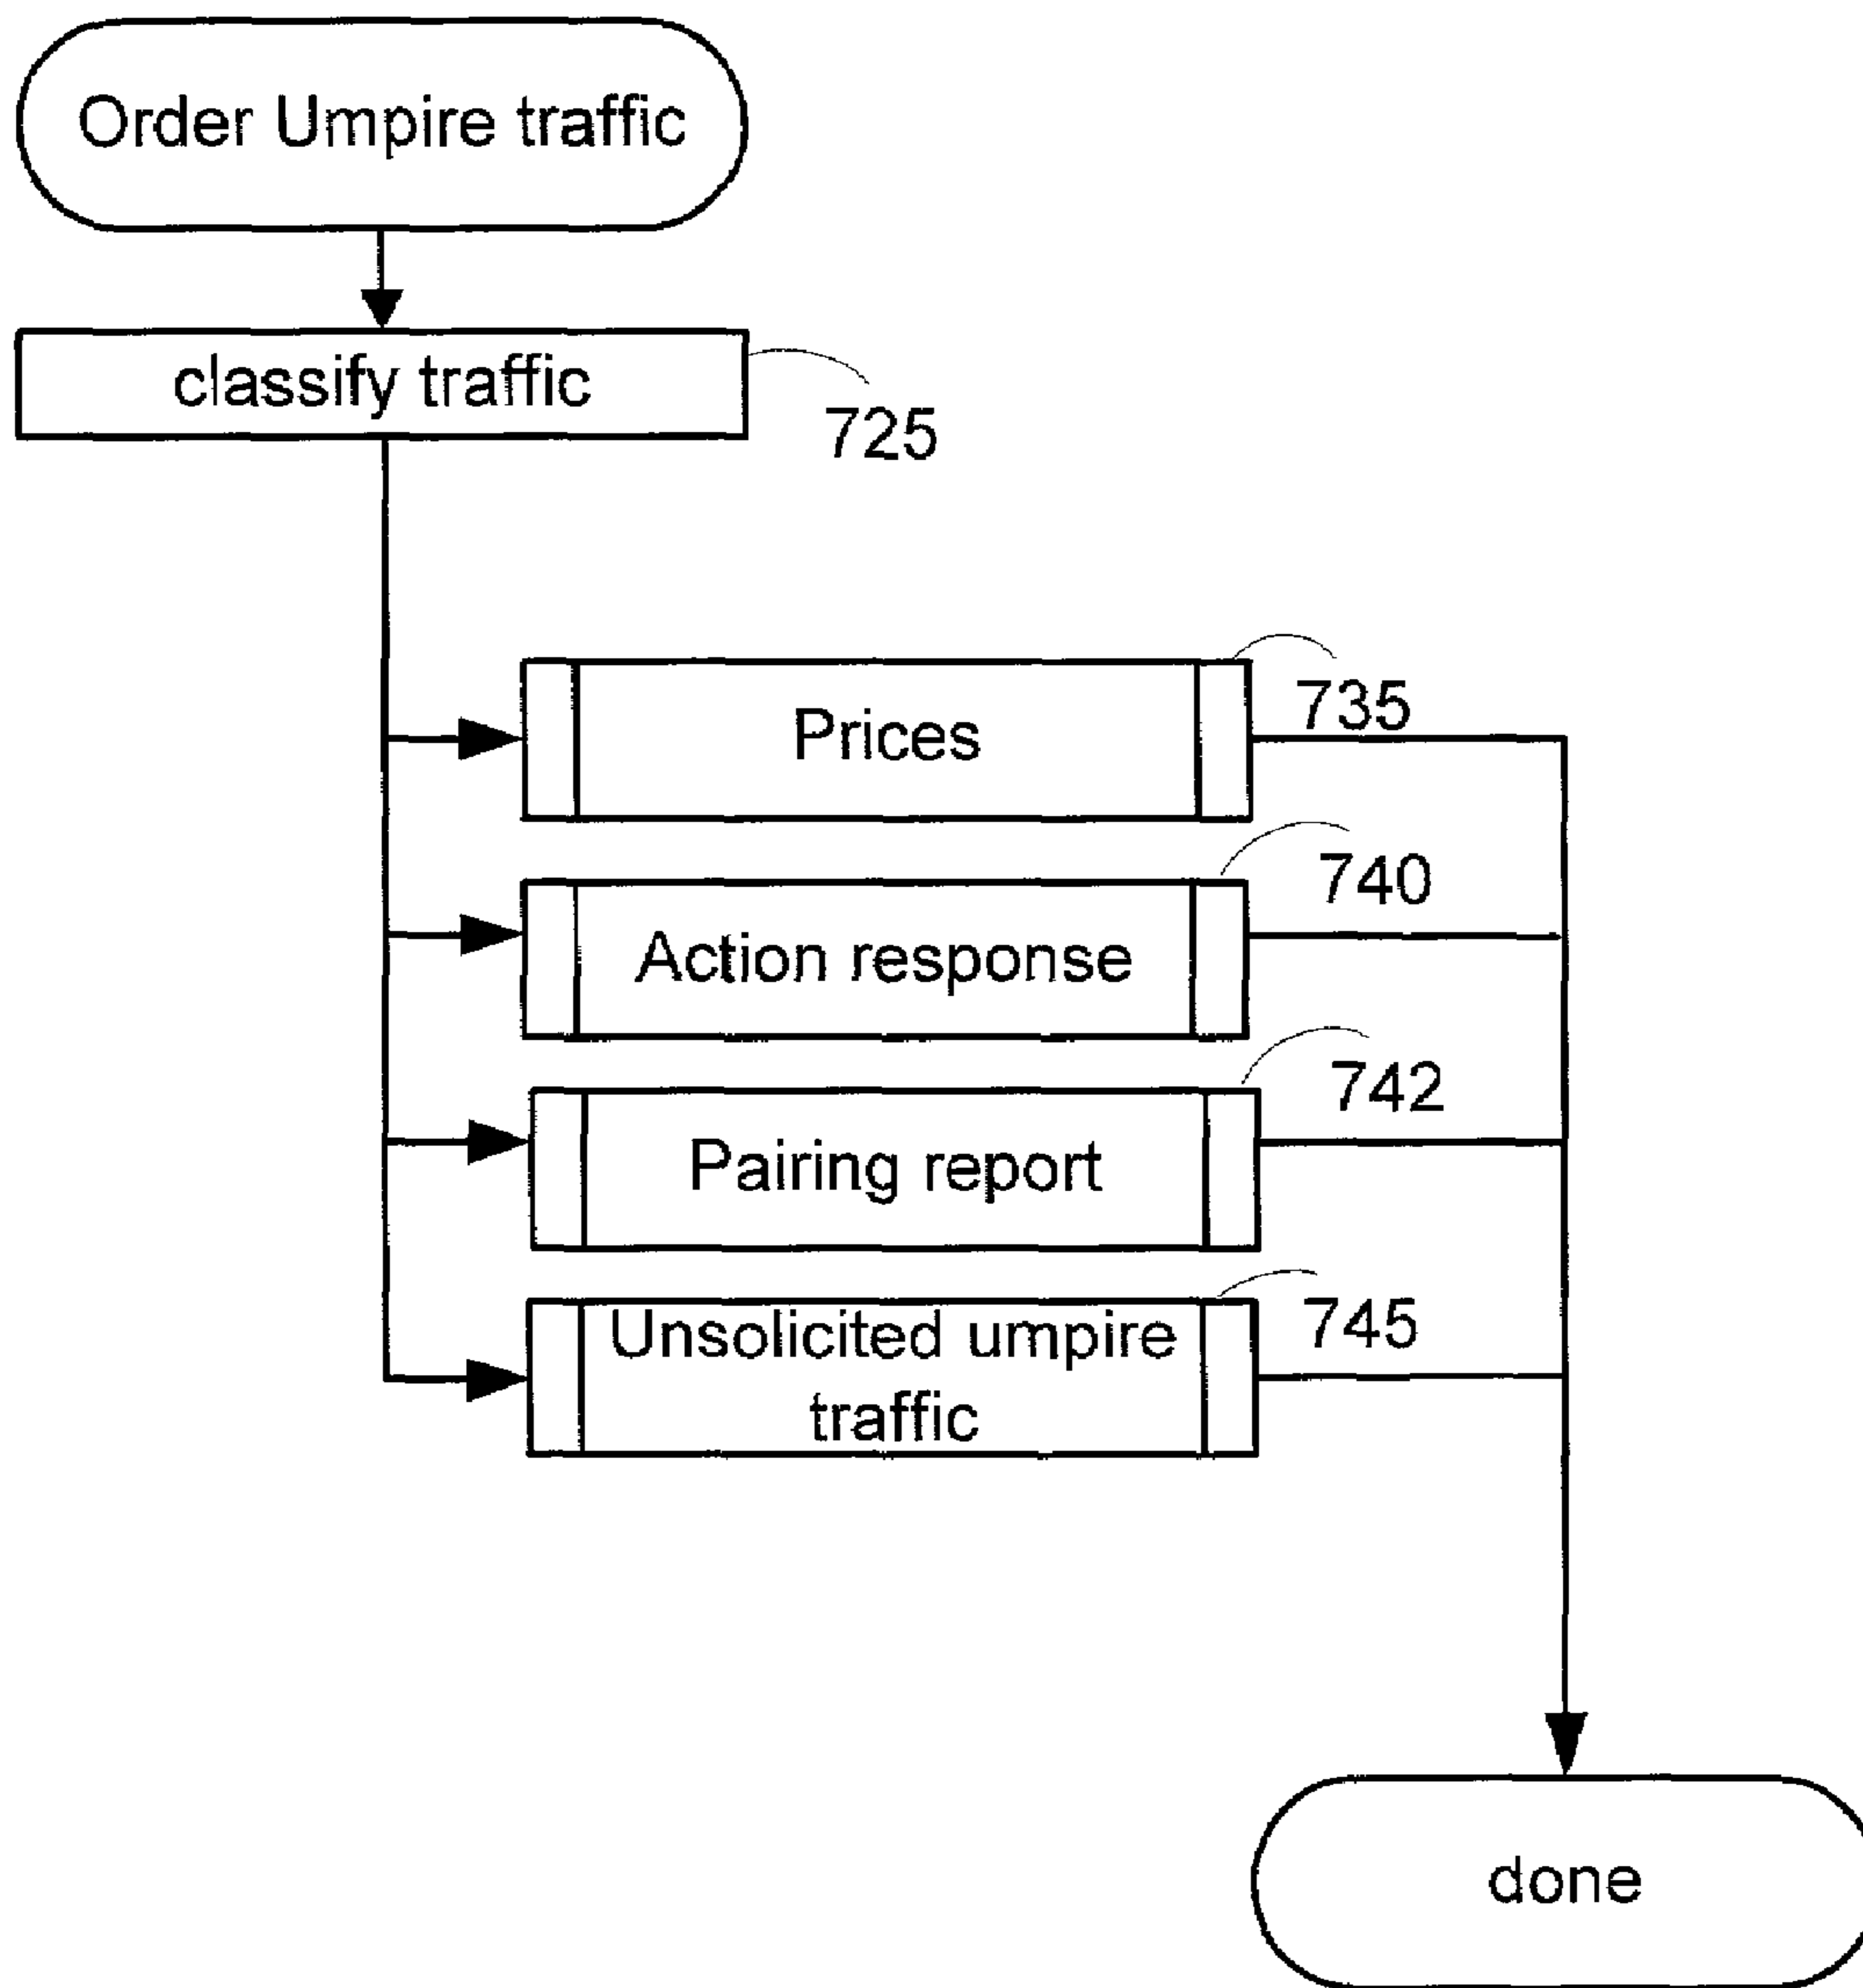 Order Umpire traffic
classify traffic
725
Prices
735
Action response
740
Pairing report
742
Unsolicited umpire
traffic
745
done